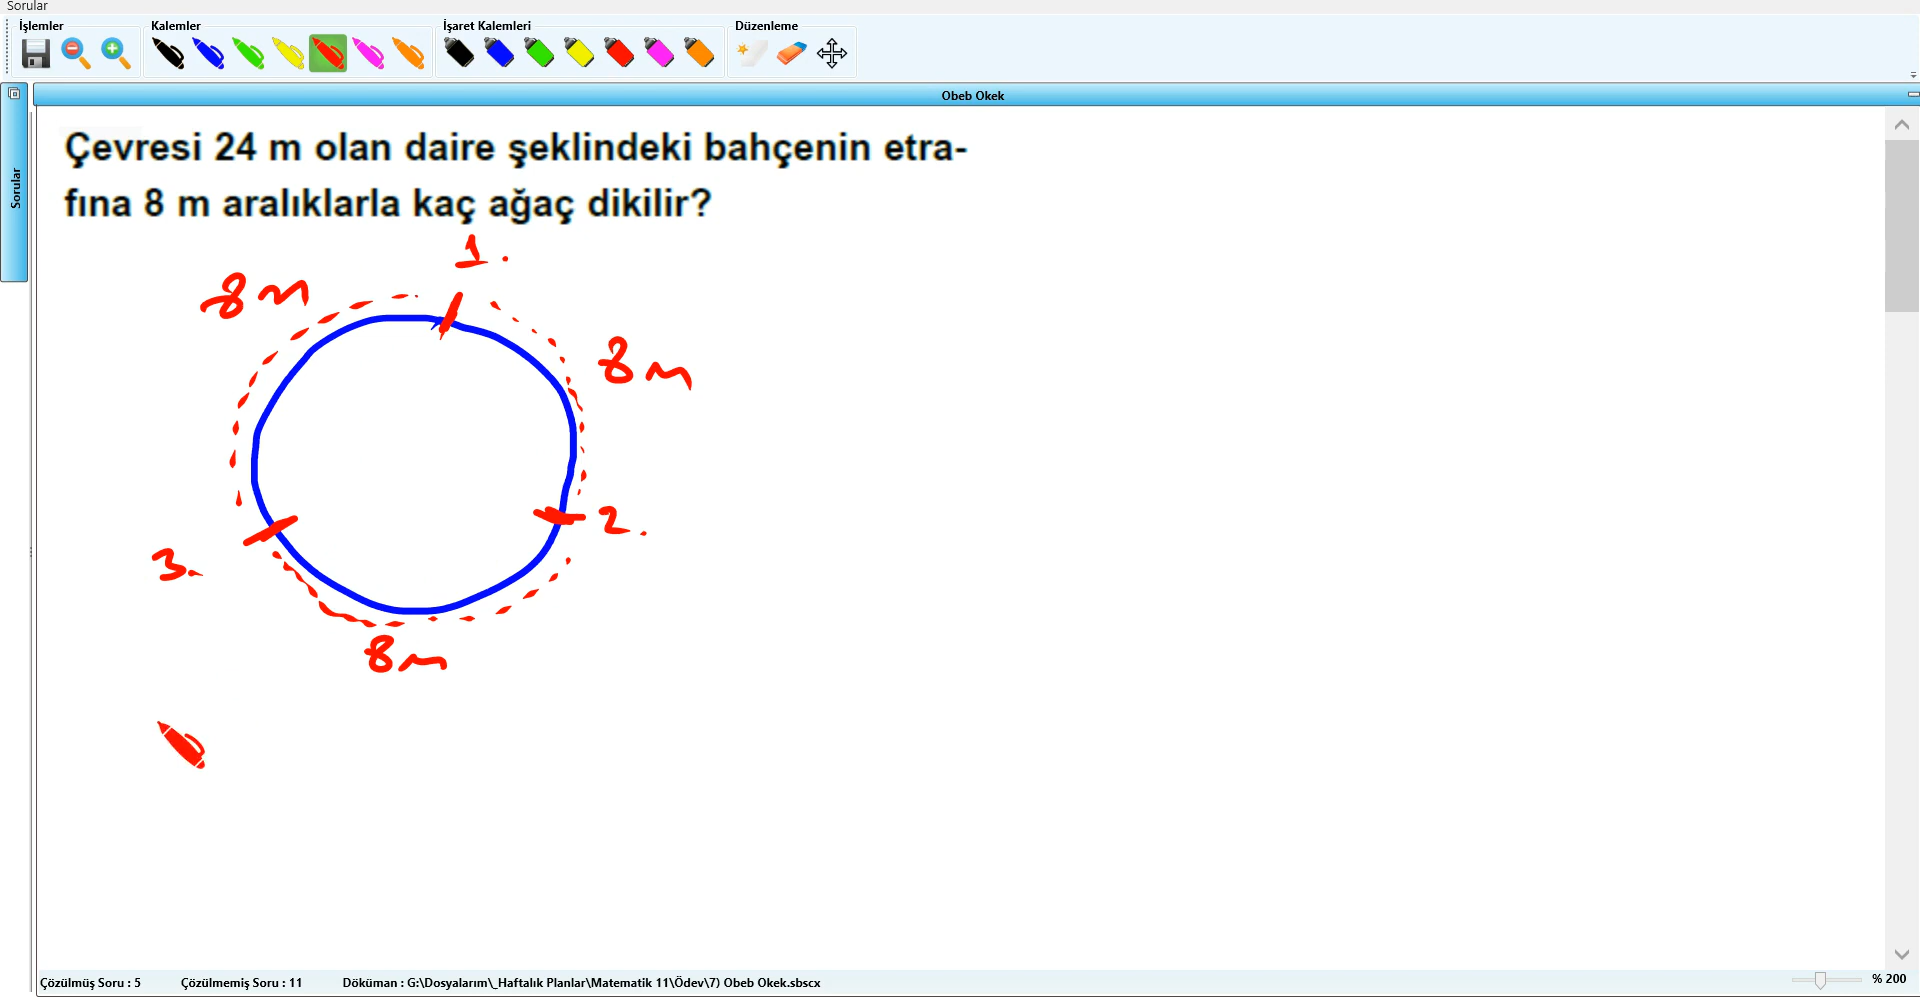 Sorular
İşlemler
Kalemler
İşaret Kalemleri
Düzenleme
Obeb Okek
Sorular
Çevresi 24 m olan daire şeklindeki bahçenin etra-
fına 8 m aralıklarla kaç ağaç dikilir?
1.
8m
8m
2.
3.
8m
Çözülmüş Soru : 5
Çözülmemiş Soru : 11
Döküman : G:\Dosyalarım\_Haftalık Planlar\Matematik 11\Ödev\7) Obeb Okek.sbscx
% 200